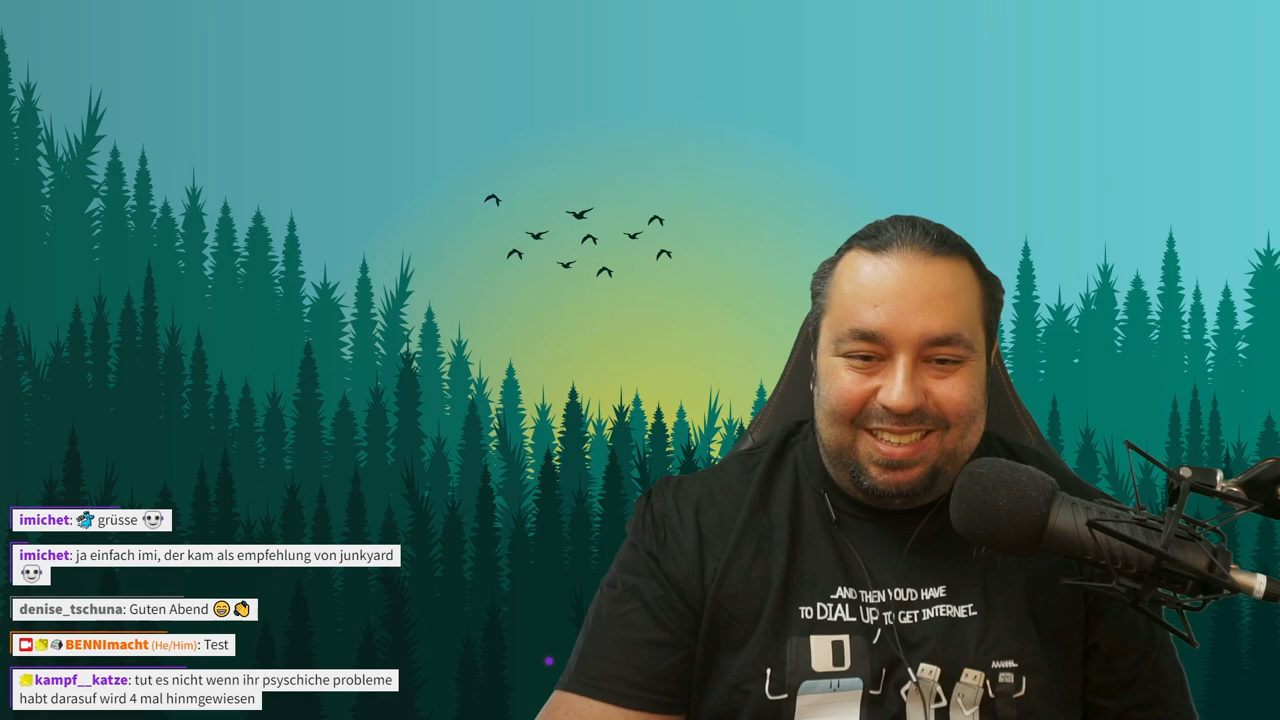 imichet: grüsse
imichet: ja einfach imi, der kam als empfehlung von junkyard
denise_tschuna: Guten Abend
BENNImacht (He/Him): Test
kampf__katze: tut es nicht wenn ihr psyschiche probleme
habt darasuf wird 4 mal hinmgewiesen
...AND THEN YOU'D HAVE
TO DIAL UP TO GET INTERNET...